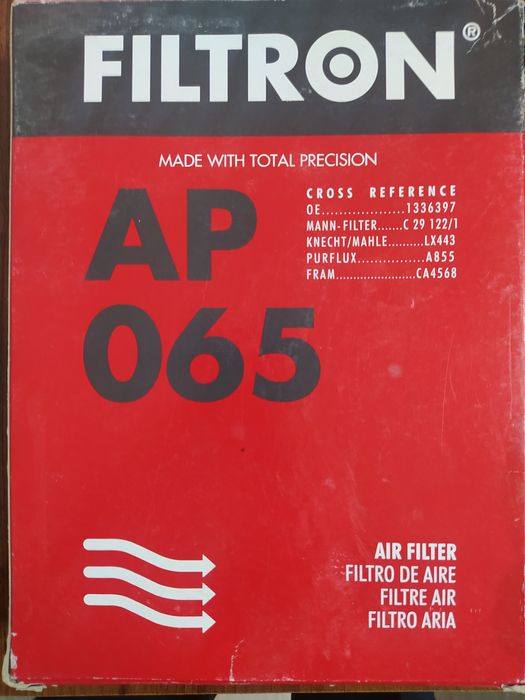 FILTRON®
MADE WITH TOTAL PRECISION
AP
065
CROSS REFERENCE
OE...................1336397
MANN-FILTER.......C 29 122/1
KNECHT/MAHLE..........LX443
PURFLUX................A855
FRAM.......................CA4568
AIR FILTER
FILTRO DE AIRE
FILTRE AIR
FILTRO ARIA